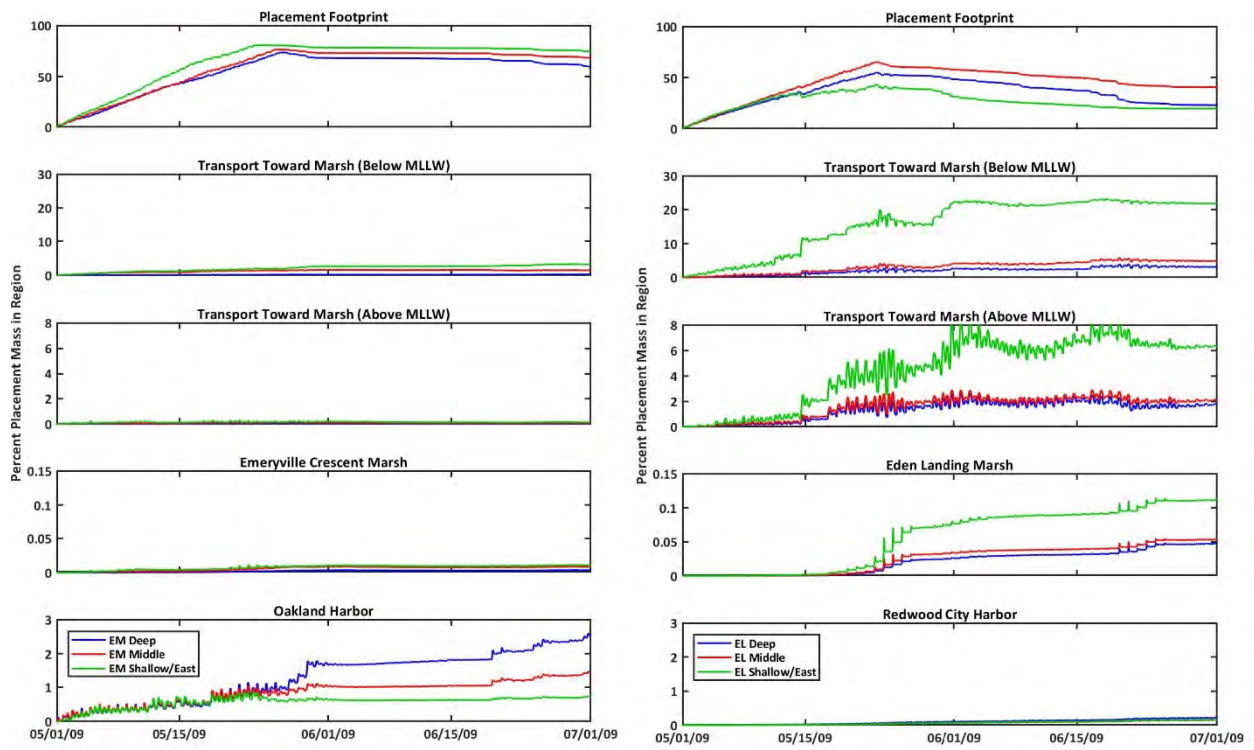 Placement Footprint
100
50
0
Transport Toward Marsh (Below MLLW)
30
20
10
0
Transport Toward Marsh (Above MLLW)
8
6
4
2
0
Emeryville Crescent Marsh
0.15
0.1
0.05
0
Oakland Harbor
3
2
1
0
EM Deep
EM Middle
EM Shallow/East
05/01/09 05/15/09 06/01/09 06/15/09 07/01/09
Percent Placement Mass in Region
Placement Footprint
100
50
0
Transport Toward Marsh (Below MLLW)
30
20
10
0
Transport Toward Marsh (Above MLLW)
8
6
4
2
0
Eden Landing Marsh
0.15
0.1
0.05
0
Redwood City Harbor
3
2
1
0
EL Deep
EL Middle
EL Shallow/East
05/01/09 05/15/09 06/01/09 06/15/09 07/01/09
Percent Placement Mass in Region